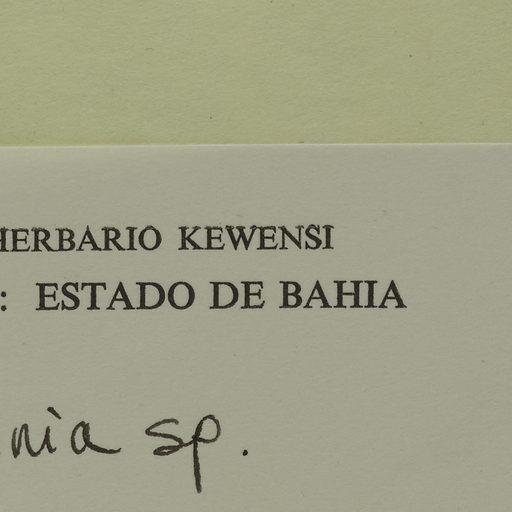 HERBARIO KEWENSI
: ESTADO DE BAHIA
nia sp.